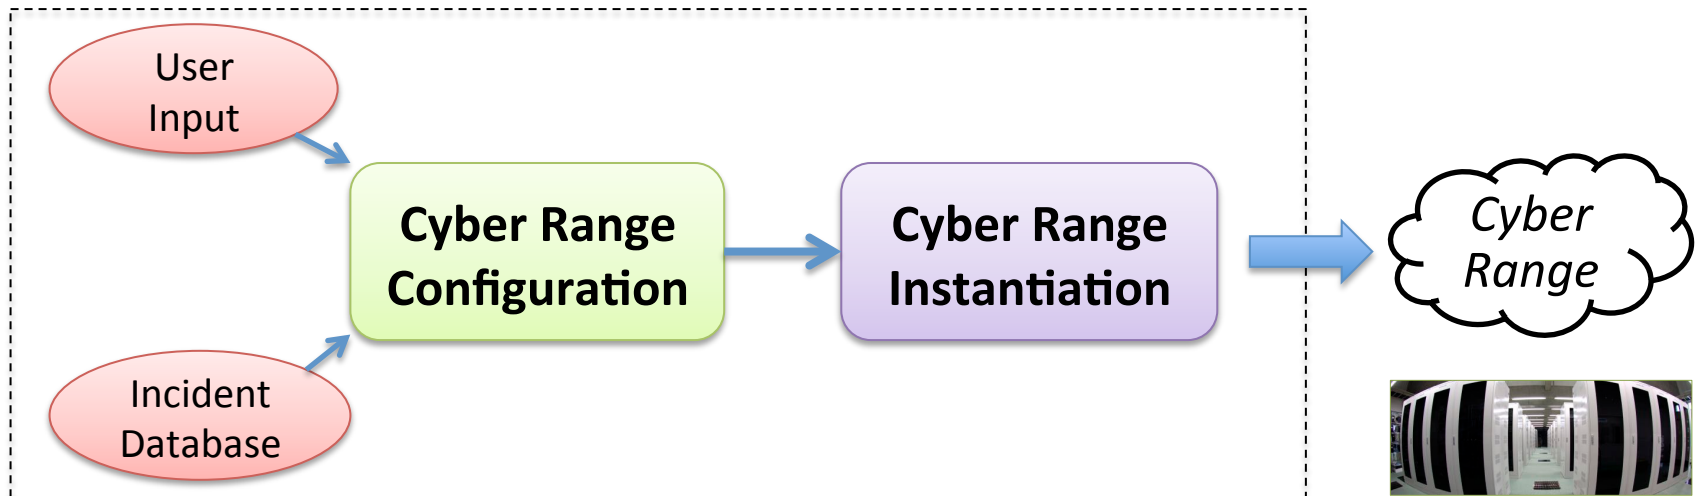 User
Input
Cyber Range
Configuration
Cyber Range
Instantiation
Cyber
Range
Incident
Database